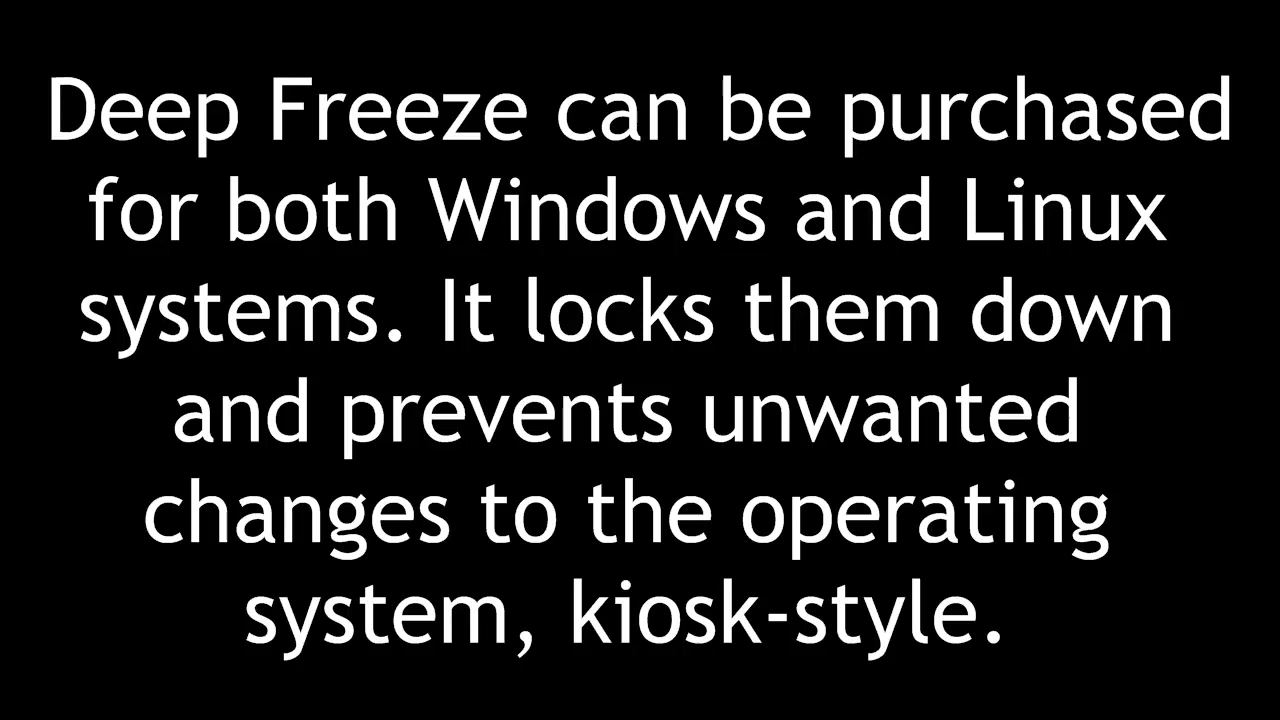 Deep Freeze can be purchased
for both Windows and Linux
systems. It locks them down
and prevents unwanted
changes to the operating
system, kiosk-style.